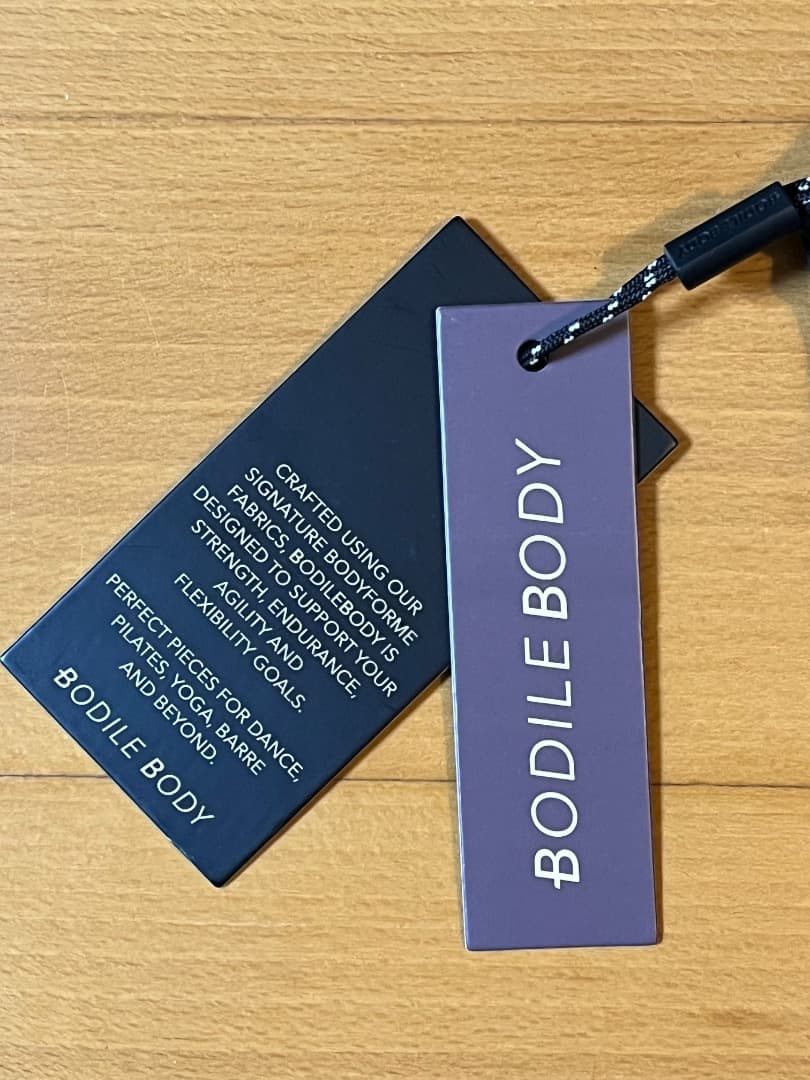 CRAFTED USING OUR
SIGNATURE BODYFORME
FABRICS, BODILEBODY IS
DESIGNED TO SUPPORT YOUR
STRENGTH, ENDURANCE,
AGILITY AND
FLEXIBILITY GOALS.
PERFECT PIECES FOR DANCE,
PILATES, YOGA, BARRE
AND BEYOND.
BODILE BODY
BODILE BODY